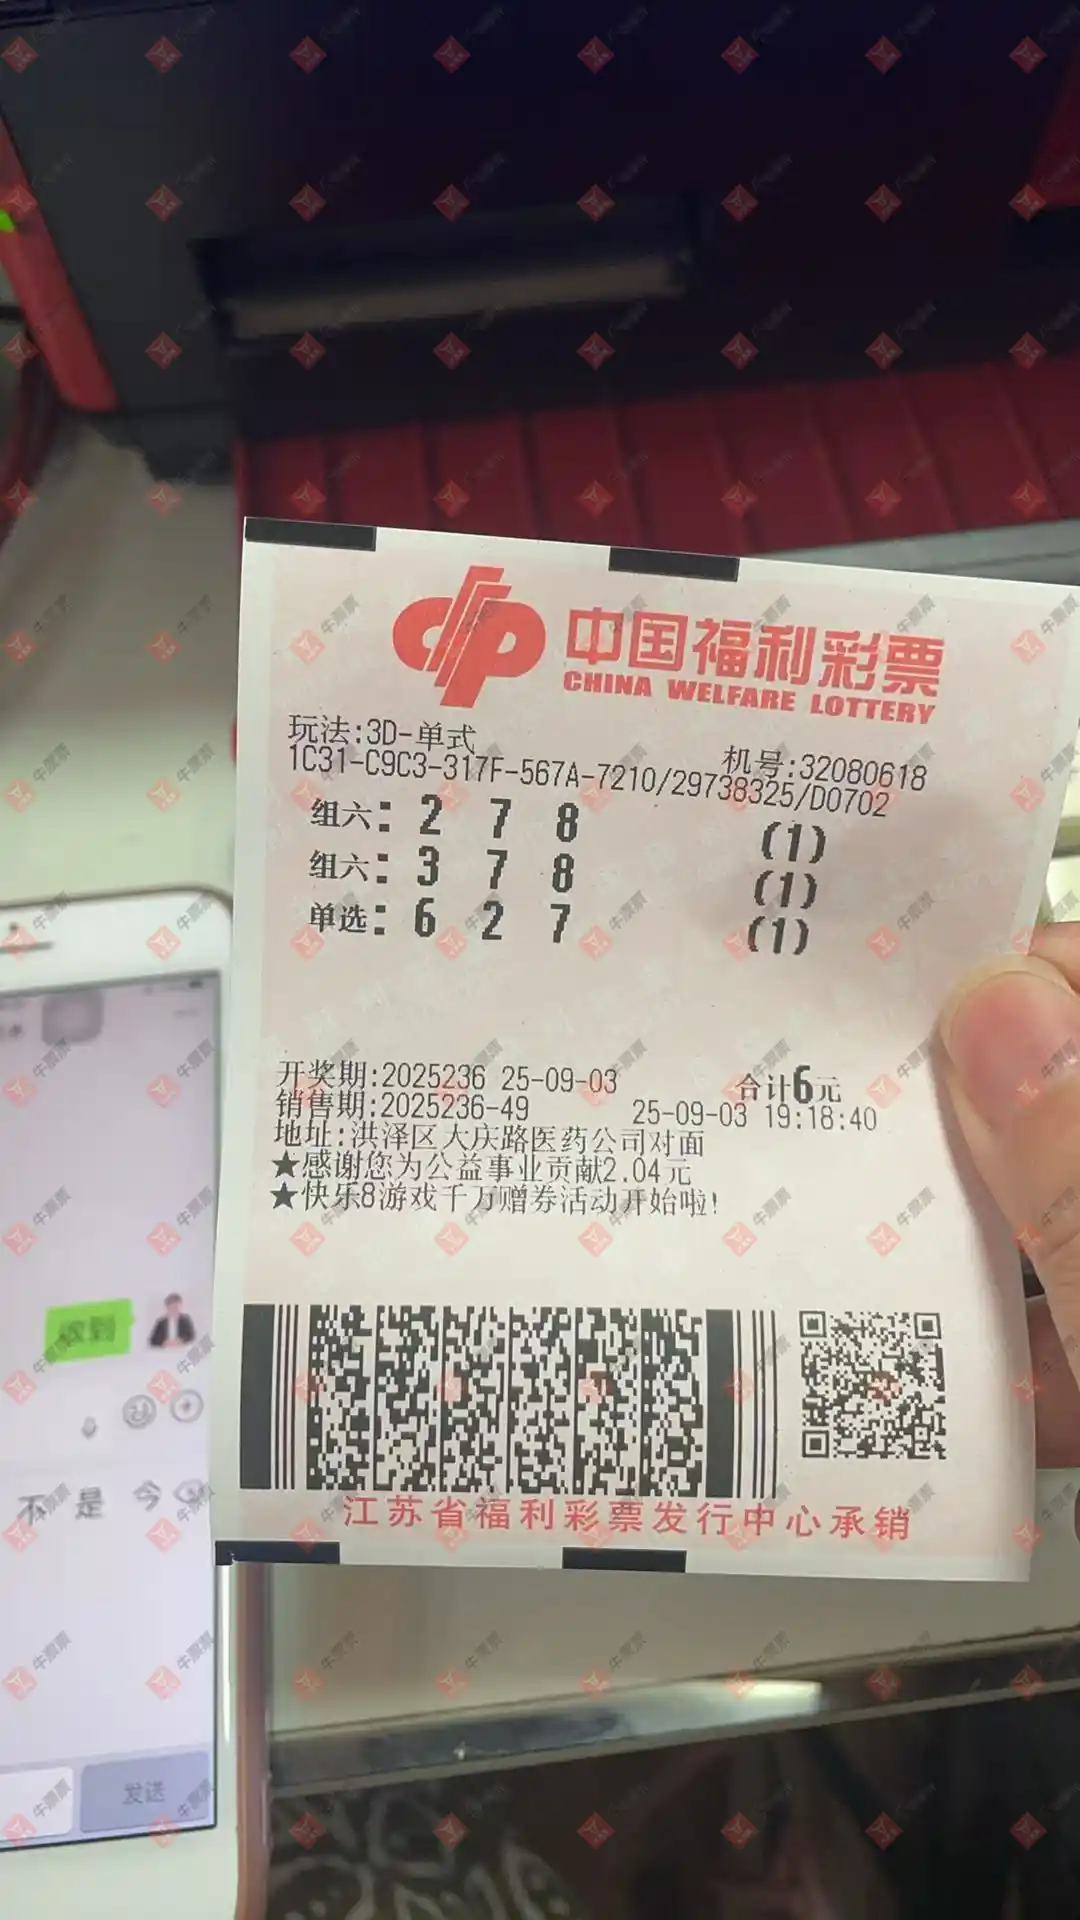 中国福利彩票
CHINA WELFARE LOTTERY
玩法:3D-单式
机号:32080618
1C31-C9C3-317F-567A-7210/29738325/D0702
组六: 2 7 8 (1)
组六: 3 7 8 (1)
单选: 6 2 7 (1)
开奖期:2025236 25-09-03 合计6元
销售期:2025236-49 25-09-03 19:18:40
地址:洪泽区大庆路医药公司对面
★感谢您为公益事业贡献2.04元
★快乐8游戏千万赠券活动开始啦!
江苏省福利彩票发行中心承销
收到
不 是 今
发送
牛票票